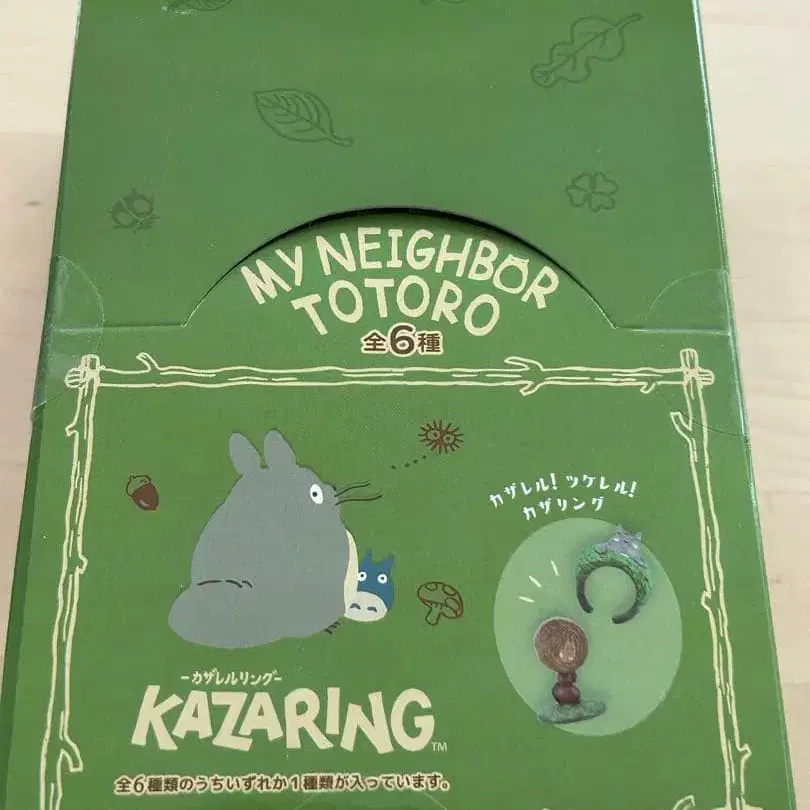 MY NEIGHBOR
TOTORO
全6種
カザレル! ツケレル!
カザリング
-カザレルリング-
KAZARING™
全6種類のうちいずれか1種類が入っています。